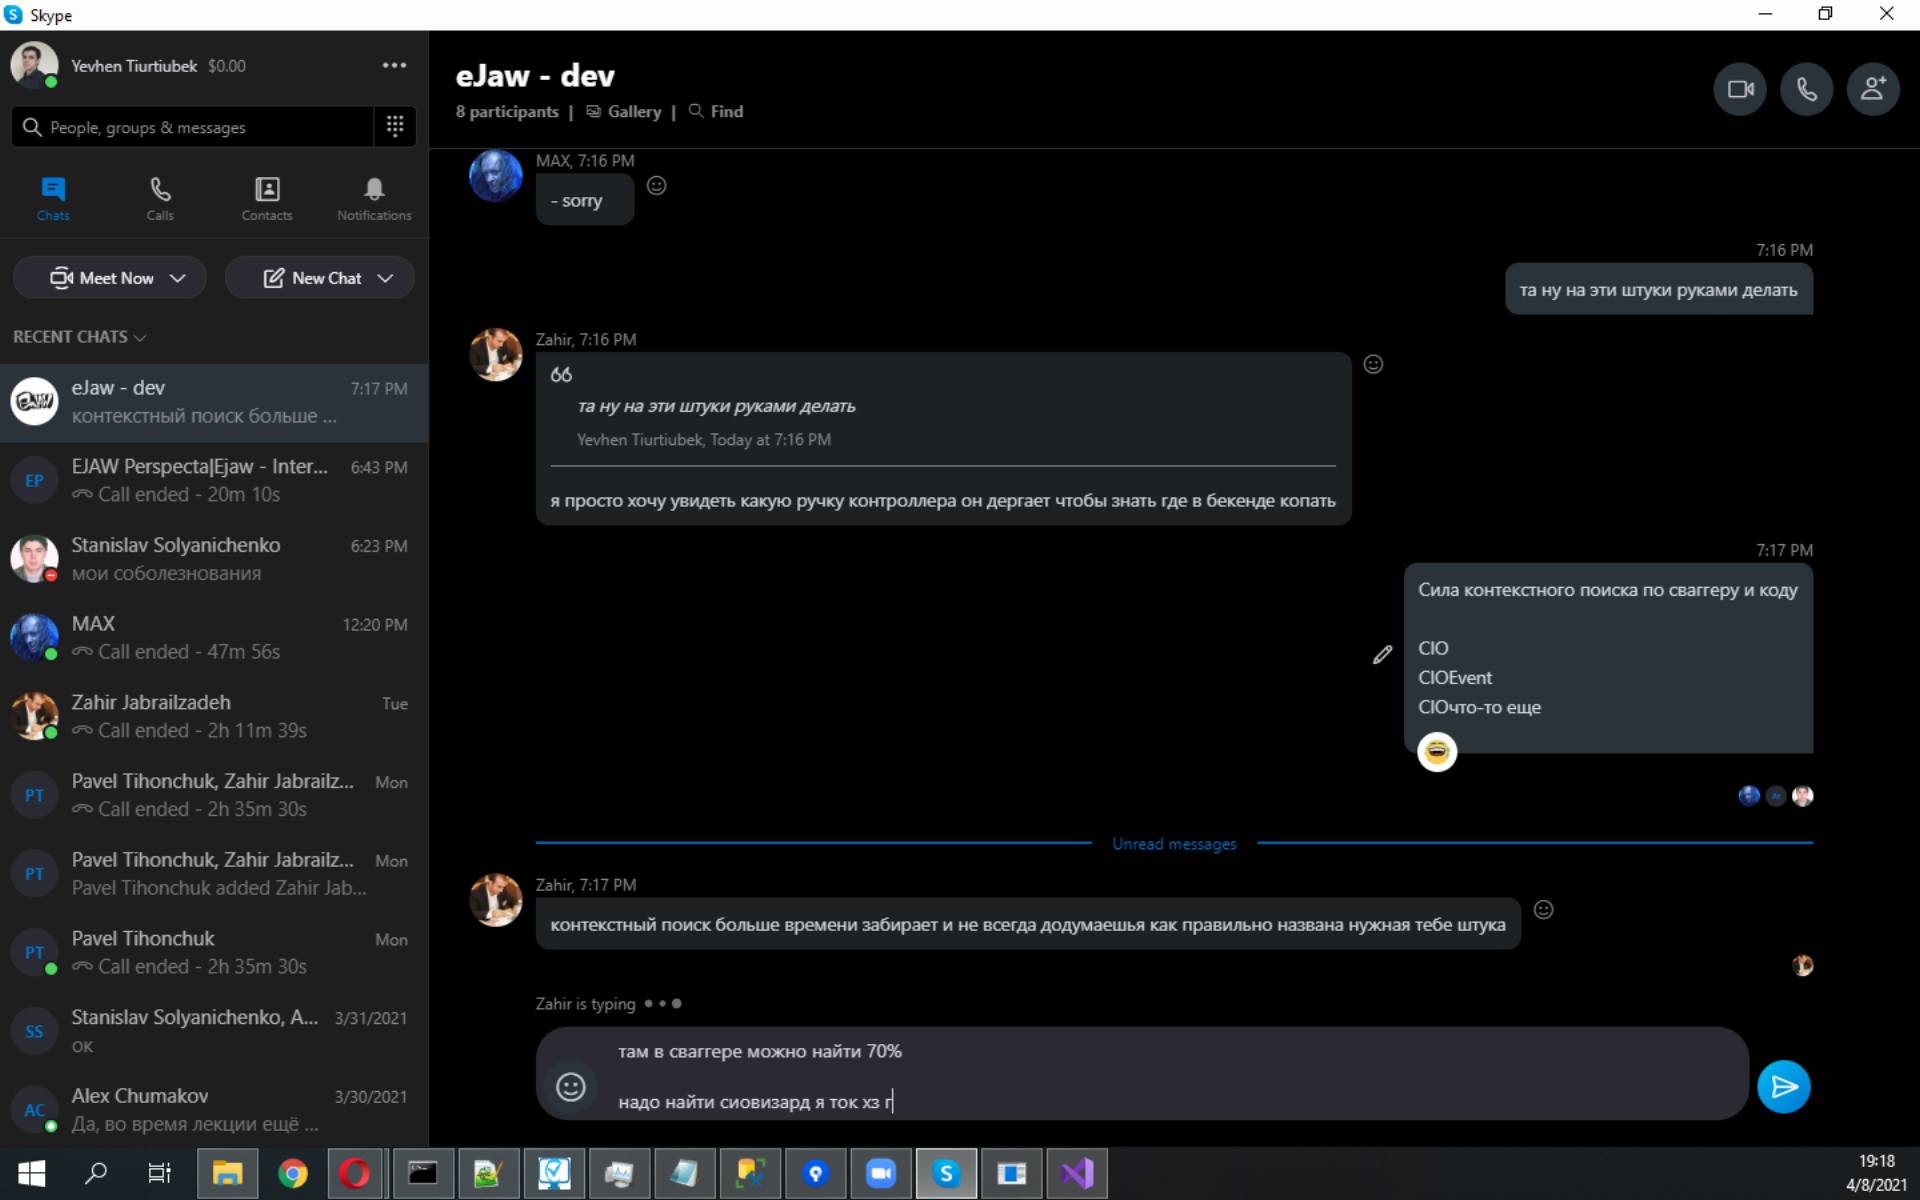 Skype
Yevhen Tiurtiubek $0.00
People, groups & messages
Chats
Calls
Contacts
Notifications
Meet Now
New Chat
RECENT CHATS
eJaw - dev 7:17 PM
контекстный поиск больше ...
EP
EJAW Perspecta|Ejaw - Inter... 6:43 PM
Call ended - 20m 10s
Stanislav Solyanichenko 6:23 PM
мои соболезнования
MAX 12:20 PM
Call ended - 47m 56s
Zahir Jabrailzadeh Tue
Call ended - 2h 11m 39s
PT
Pavel Tihonchuk, Zahir Jabrailz... Mon
Call ended - 2h 35m 30s
PT
Pavel Tihonchuk, Zahir Jabrailz... Mon
Pavel Tihonchuk added Zahir Jab...
PT
Pavel Tihonchuk Mon
Call ended - 2h 35m 30s
SS
Stanislav Solyanichenko, A... 3/31/2021
ок
AC
Alex Chumakov 3/30/2021
Да, во время лекции ещё ...
eJaw - dev
8 participants | Gallery | Find
MAX, 7:16 PM
- sorry
7:16 PM
та ну на эти штуки руками делать
Zahir, 7:16 PM
та ну на эти штуки руками делать
Yevhen Tiurtiubek, Today at 7:16 PM
я просто хочу увидеть какую ручку контроллера он дергает чтобы знать где в бекенде копать
7:17 PM
Сила контекстного поиска по сваггеру и коду
CIO
CIOEvent
CIOчто-то еще
Unread messages
Zahir, 7:17 PM
контекстный поиск больше времени забирает и не всегда додумаешья как правильно названа нужная тебе штука
Zahir is typing
там в сваггере можно найти 70%
надо найти сиовизард я ток хз г
19:18
4/8/2021